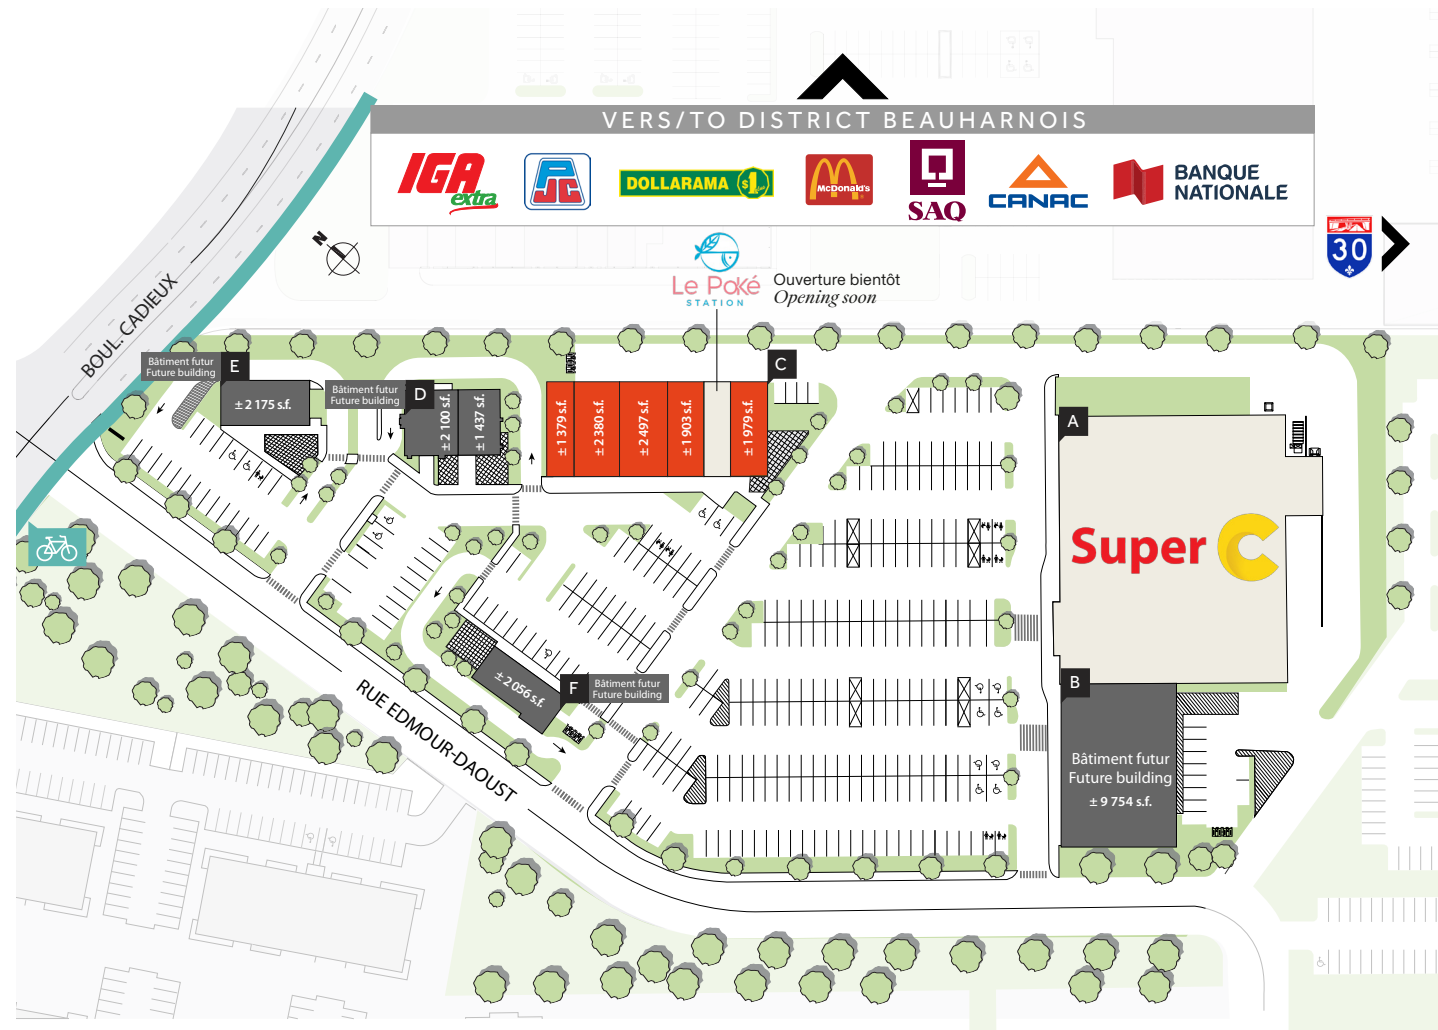 VERS/TO DISTRICT BEAUHARNOIS
IGA
extra
PJC
DOLLARAMA $1
McDonald's
SAQ
CANAC
BANQUE
NATIONALE
30
N
Le Poké
STATION
Ouverture bientôt
Opening soon
BOUL. CADIEUX
Bâtiment futur
Future building
E
± 2 175 s.f.
Bâtiment futur
Future building
D
± 2 100 s.f.
± 1 437 s.f.
C
± 1 379 s.f.
± 2 380 s.f.
± 2 497 s.f.
± 1 903 s.f.
± 1 979 s.f.
A
Super C
B
Bâtiment futur
Future building
± 9 754 s.f.
F
Bâtiment futur
Future building
± 2 056 s.f.
RUE EDMOUR-DAOUST